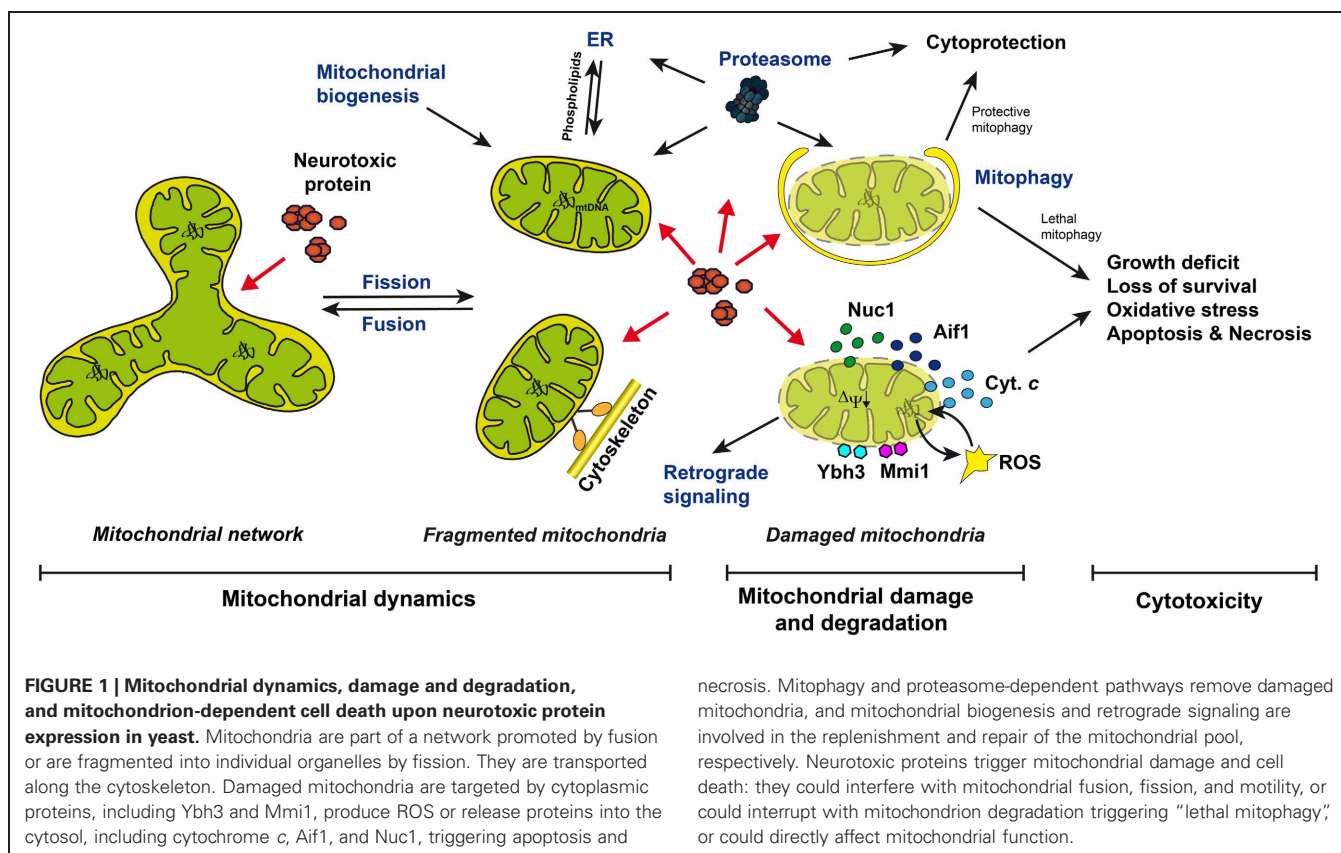 ER
Proteasome
Cytoprotection
Mitochondrial
biogenesis
Phospholipids
Protective
mitophagy
Neurotoxic
protein
mtDNA
Mitophagy
Lethal
mitophagy
Fission
Fusion
Growth deficit
Loss of survival
Oxidative stress
Apoptosis & Necrosis
Nuc1
Aif1
Cyt. c
ΔΨ
Cytoskeleton
Retrograde
signaling
Ybh3
Mmi1
ROS
Mitochondrial network
Fragmented mitochondria
Damaged mitochondria
Mitochondrial dynamics
Mitochondrial damage
and degradation
Cytotoxicity
FIGURE 1 | Mitochondrial dynamics, damage and degradation,
and mitochondrion-dependent cell death upon neurotoxic protein
expression in yeast. Mitochondria are part of a network promoted by fusion
or are fragmented into individual organelles by fission. They are transported
along the cytoskeleton. Damaged mitochondria are targeted by cytoplasmic
proteins, including Ybh3 and Mmi1, produce ROS or release proteins into the
cytosol, including cytochrome c, Aif1, and Nuc1, triggering apoptosis and
necrosis. Mitophagy and proteasome-dependent pathways remove damaged
mitochondria, and mitochondrial biogenesis and retrograde signaling are
involved in the replenishment and repair of the mitochondrial pool,
respectively. Neurotoxic proteins trigger mitochondrial damage and cell
death: they could interfere with mitochondrial fusion, fission, and motility, or
could interrupt with mitochondrion degradation triggering “lethal mitophagy”,
or could directly affect mitochondrial function.